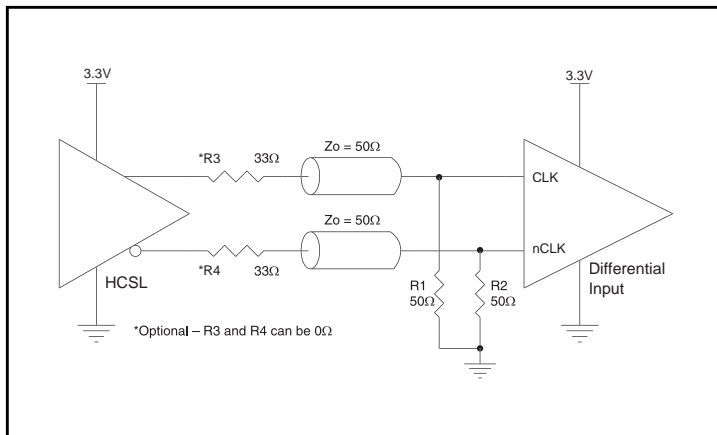 3.3V
3.3V
*R3 33Ω
Zo = 50Ω
CLK
Zo = 50Ω
nCLK
*R4 33Ω
HCSL
R1
50Ω
R2
50Ω
Differential
Input
*Optional – R3 and R4 can be 0Ω